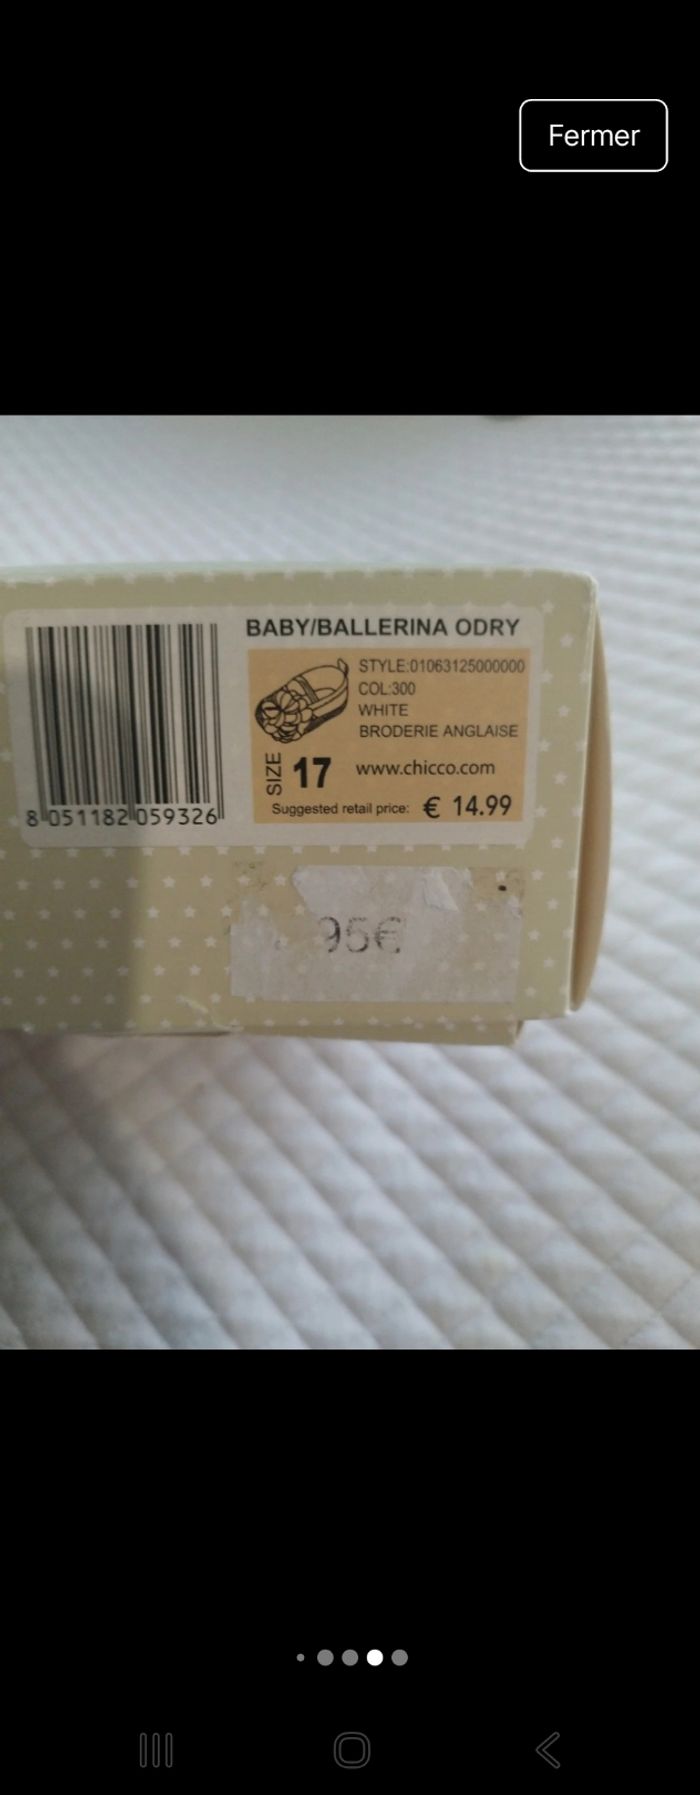 Fermer
BABY/BALLERINA ODRY
STYLE:01063125000000
COL:300
WHITE
BRODERIE ANGLAISE
SIZE 17 www.chicco.com
Suggested retail price: € 14.99
8 051182 059326
95€